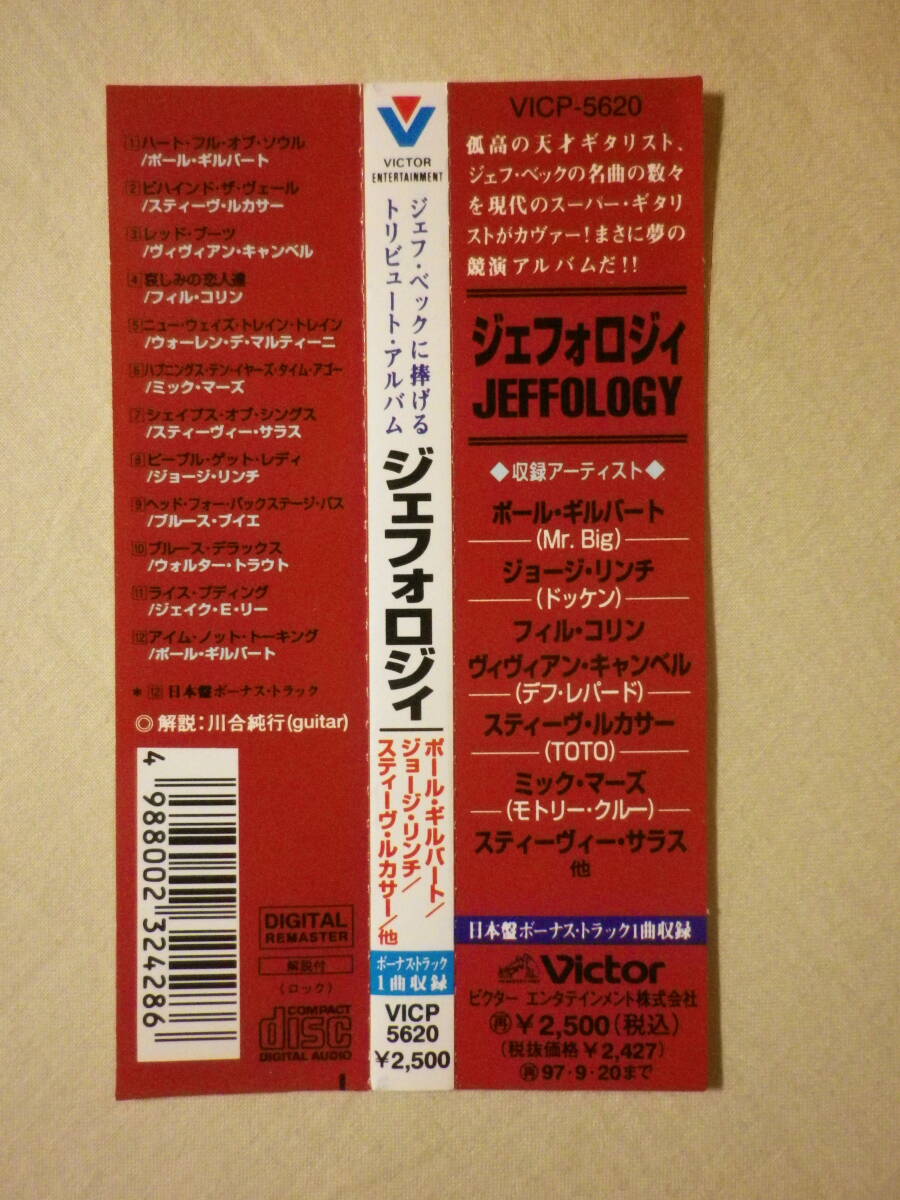 1 ハート・フル・オブ・ソウル
/ポール・ギルバート
2 ビハインド・ザ・ヴェール
/スティーヴ・ルカサー
3 レッド・ブーツ
/ヴィヴィアン・キャンベル
4 哀しみの恋人達
/フィル・コリン
5 ニュー・ウェイズ・トレイン・トレイン
/ウォーレン・デ・マルティーニ
6 ハプニングス・テン・イヤーズ・タイム・アゴー
/ミック・マーズ
7 シェイプス・オブ・シングス
/スティーヴィー・サラス
8 ピープル・ゲット・レディ
/ジョージ・リンチ
9 ヘッド・フォー・バックステージ・パス
/ブルース・ブイエ
10 ブルース・デラックス
/ウォルター・トラウト
11 ライス・プディング
/ジェイク・E・リー
12 アイム・ノット・トーキング
/ポール・ギルバート
* 12 日本盤ボーナス・トラック
◎ 解説:川合純行(guitar)
4 988002 324286
DIGITAL
REMASTER
解説付
(ロック)
COMPACT
disc
DIGITAL AUDIO
VICTOR
ENTERTAINMENT
ジェフ・ベックに捧げる
トリビュート・アルバム
ジェフォロジィ
ポール・ギルバート/
ジョージ・リンチ/
スティーヴ・ルカサー/他
ボーナス・トラック
1曲収録
VICP
5620
¥2,500
VICP-5620
孤高の天才ギタリスト、
ジェフ・ベックの名曲の数々
を現代のスーパー・ギタリ
ストがカヴァー!まさに夢の
競演アルバムだ!!
ジェフォロジィ
JEFFOLOGY
◆収録アーティスト◆
ポール・ギルバート
(Mr. Big)
ジョージ・リンチ
(ドッケン)
フィル・コリン
ヴィヴィアン・キャンベル
(デフ・レパード)
スティーヴ・ルカサー
(TOTO)
ミック・マーズ
(モトリー・クルー)
スティーヴィー・サラス
他
日本盤ボーナス・トラック1曲収録
Victor
ビクター エンタテインメント株式会社
再 ¥2,500(税込)
(税抜価格 ¥2,427)
再 97・9・20まで